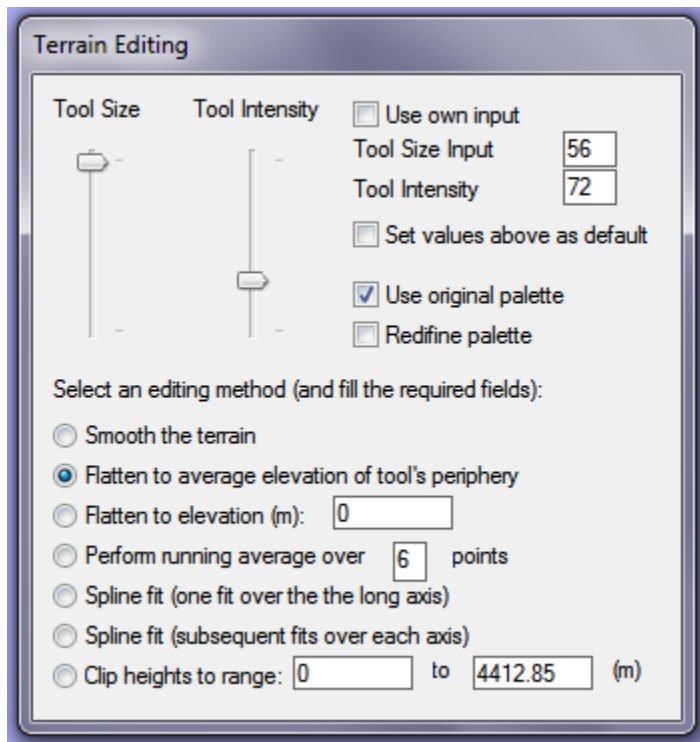 Terrain Editing
Tool Size Tool Intensity
Use own input
Tool Size Input 56
Tool Intensity 72
Set values above as default
Use original palette
Redifine palette
Select an editing method (and fill the required fields):
Smooth the terrain
Flatten to average elevation of tool's periphery
Flatten to elevation (m): 0
Perform running average over 6 points
Spline fit (one fit over the the long axis)
Spline fit (subsequent fits over each axis)
Clip heights to range: 0 to 4412.85 (m)